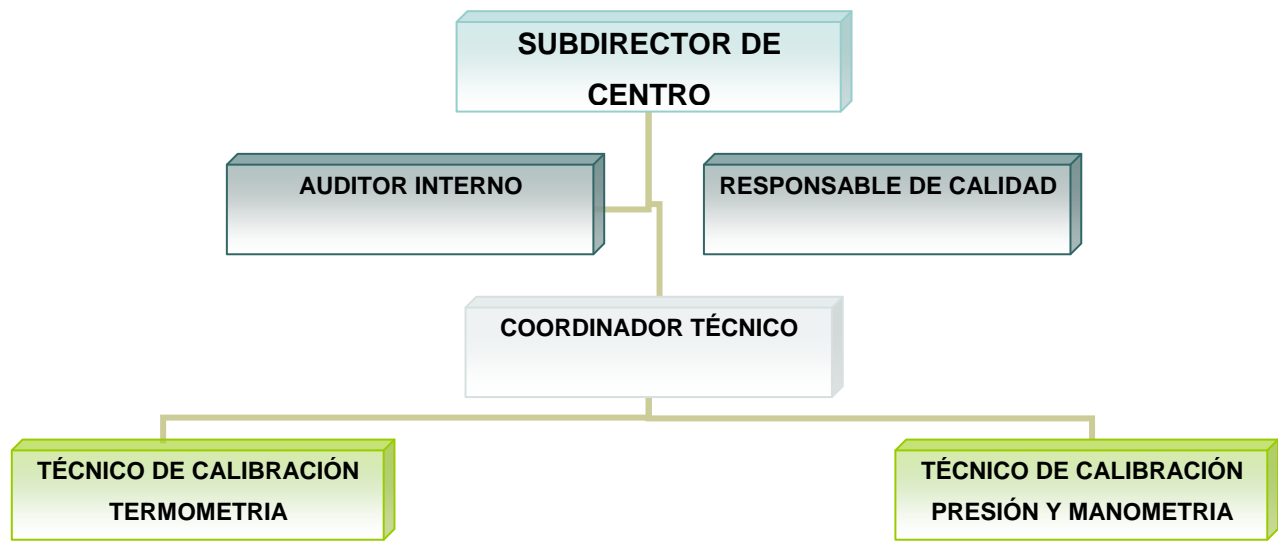 SUBDIRECTOR DE
CENTRO
AUDITOR INTERNO
RESPONSABLE DE CALIDAD
COORDINADOR TÉCNICO
TÉCNICO DE CALIBRACIÓN
TERMOMETRIA
TÉCNICO DE CALIBRACIÓN
PRESIÓN Y MANOMETRIA